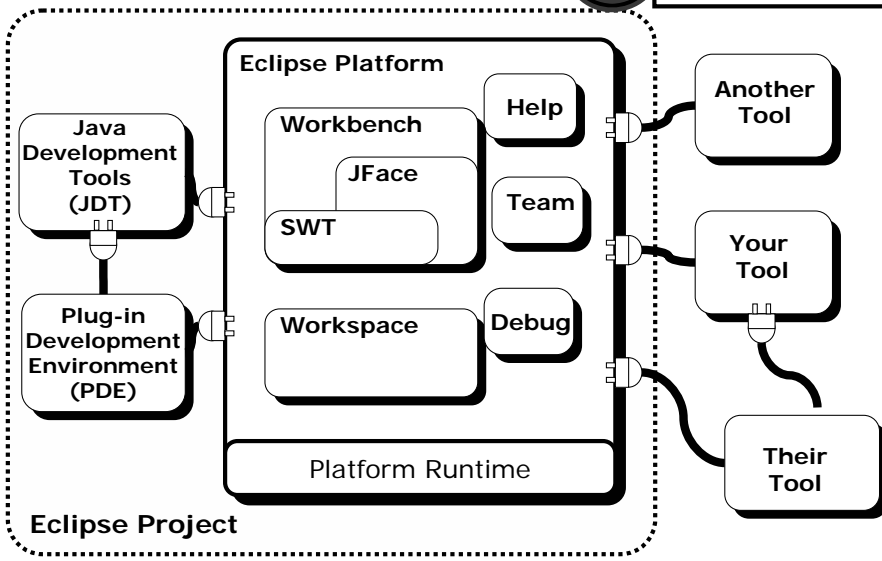 Eclipse Platform
Help
Another
Tool
Java
Development
Tools
(JDT)
Workbench
JFace
SWT
Team
Your
Tool
Plug-in
Development
Environment
(PDE)
Workspace
Debug
Their
Tool
Platform Runtime
Eclipse Project